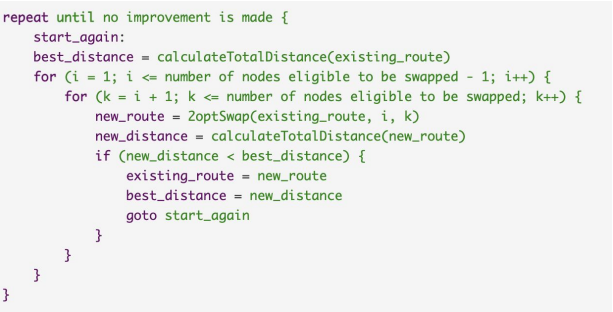 repeat until no improvement is made {
    start_again:
    best_distance = calculateTotalDistance(existing_route)
    for (i = 1; i <= number of nodes eligible to be swapped - 1; i++) {
        for (k = i + 1; k <= number of nodes eligible to be swapped; k++) {
            new_route = 2optSwap(existing_route, i, k)
            new_distance = calculateTotalDistance(new_route)
            if (new_distance < best_distance) {
                existing_route = new_route
                best_distance = new_distance
                goto start_again
            }
        }
    }
}